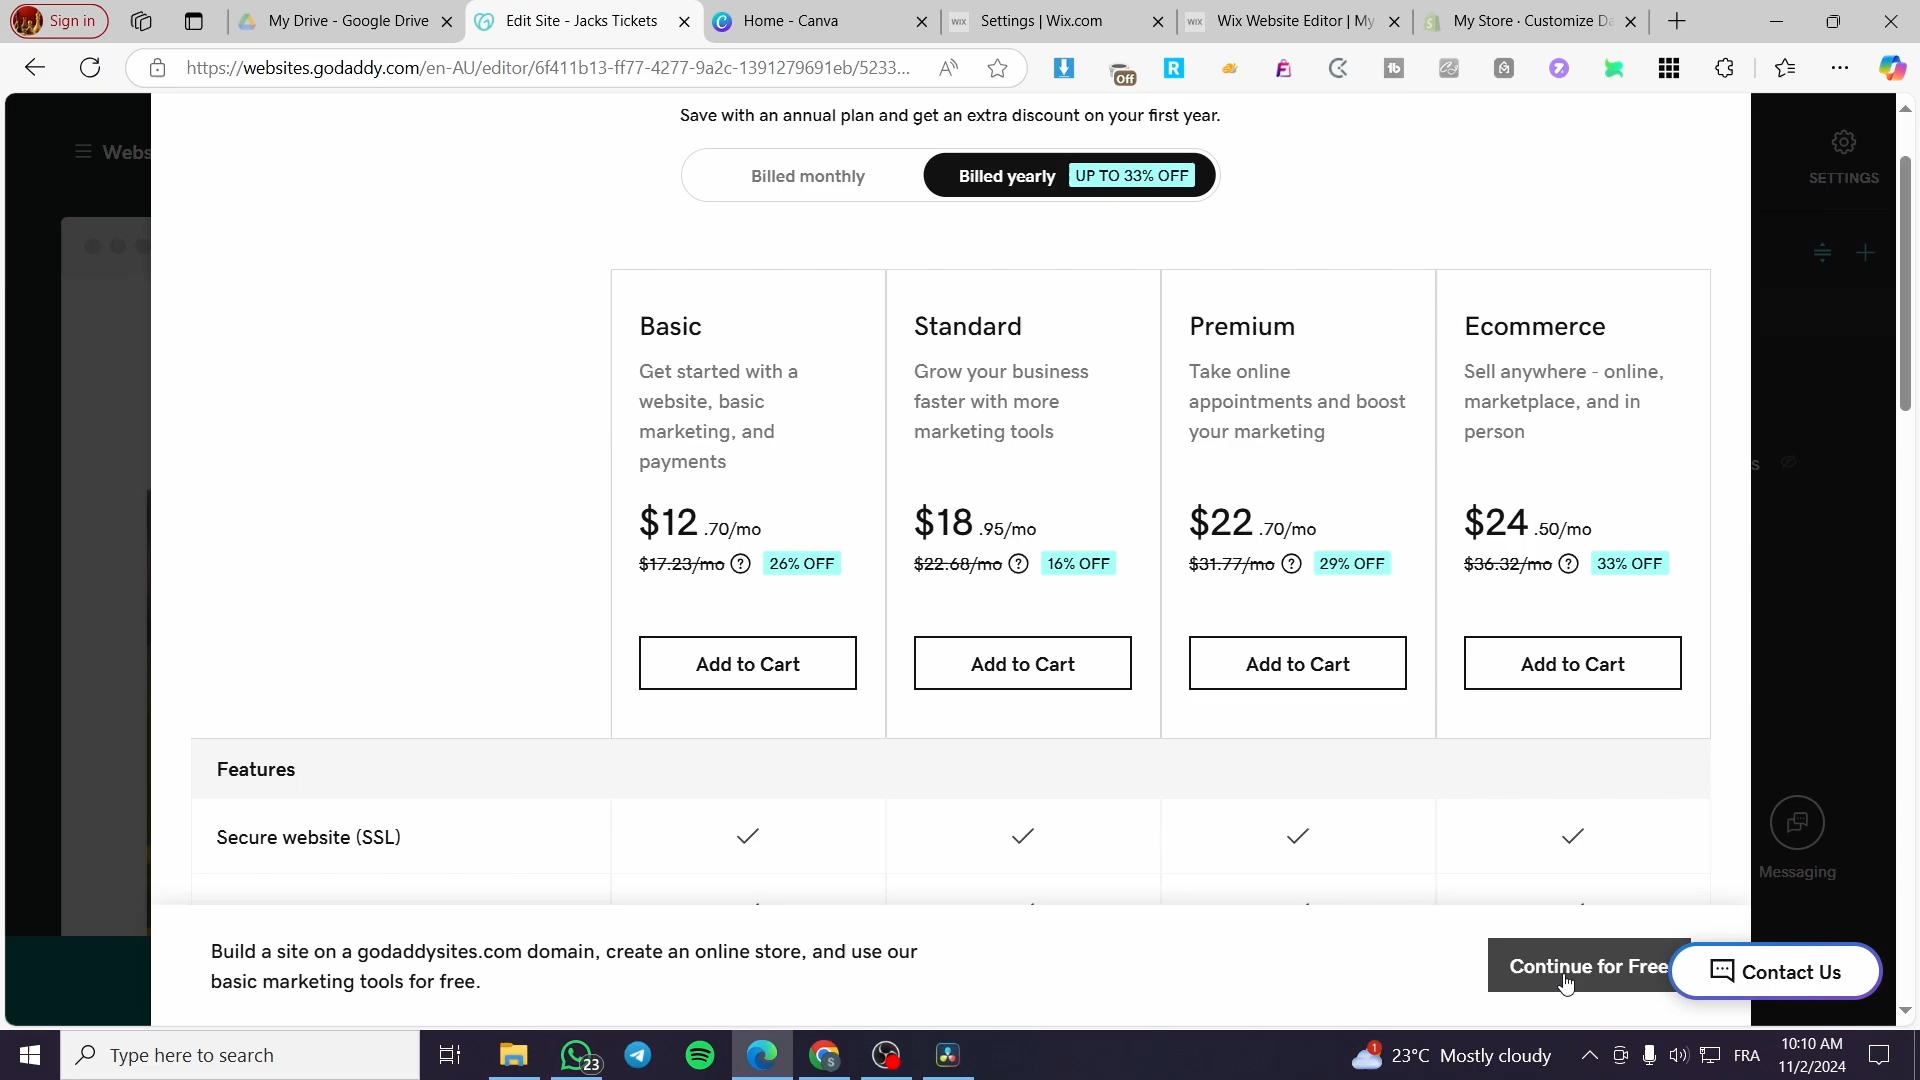 Sign in
My Drive - Google Drive
Edit Site - Jacks Tickets
Home - Canva
Settings | Wix.com
Wix Website Editor | My
My Store · Customize Da
https://websites.godaddy.com/en-AU/editor/6f411b13-ff77-4277-9a2c-1391279691eb/5233...
Off
Webs
SETTINGS
Save with an annual plan and get an extra discount on your first year.
Billed monthly
Billed yearly UP TO 33% OFF
Basic
Get started with a
website, basic
marketing, and
payments
$12.70/mo
$17.23/mo ? 26% OFF
Add to Cart
Standard
Grow your business
faster with more
marketing tools
$18.95/mo
$22.68/mo ? 16% OFF
Add to Cart
Premium
Take online
appointments and boost
your marketing
$22.70/mo
$31.77/mo ? 29% OFF
Add to Cart
Ecommerce
Sell anywhere - online,
marketplace, and in
person
$24.50/mo
$36.32/mo ? 33% OFF
Add to Cart
s
Features
Secure website (SSL)
Messaging
Build a site on a godaddysites.com domain, create an online store, and use our
basic marketing tools for free.
Continue for Free
Contact Us
Type here to search
23
1
23°C Mostly cloudy
FRA
10:10 AM
11/2/2024